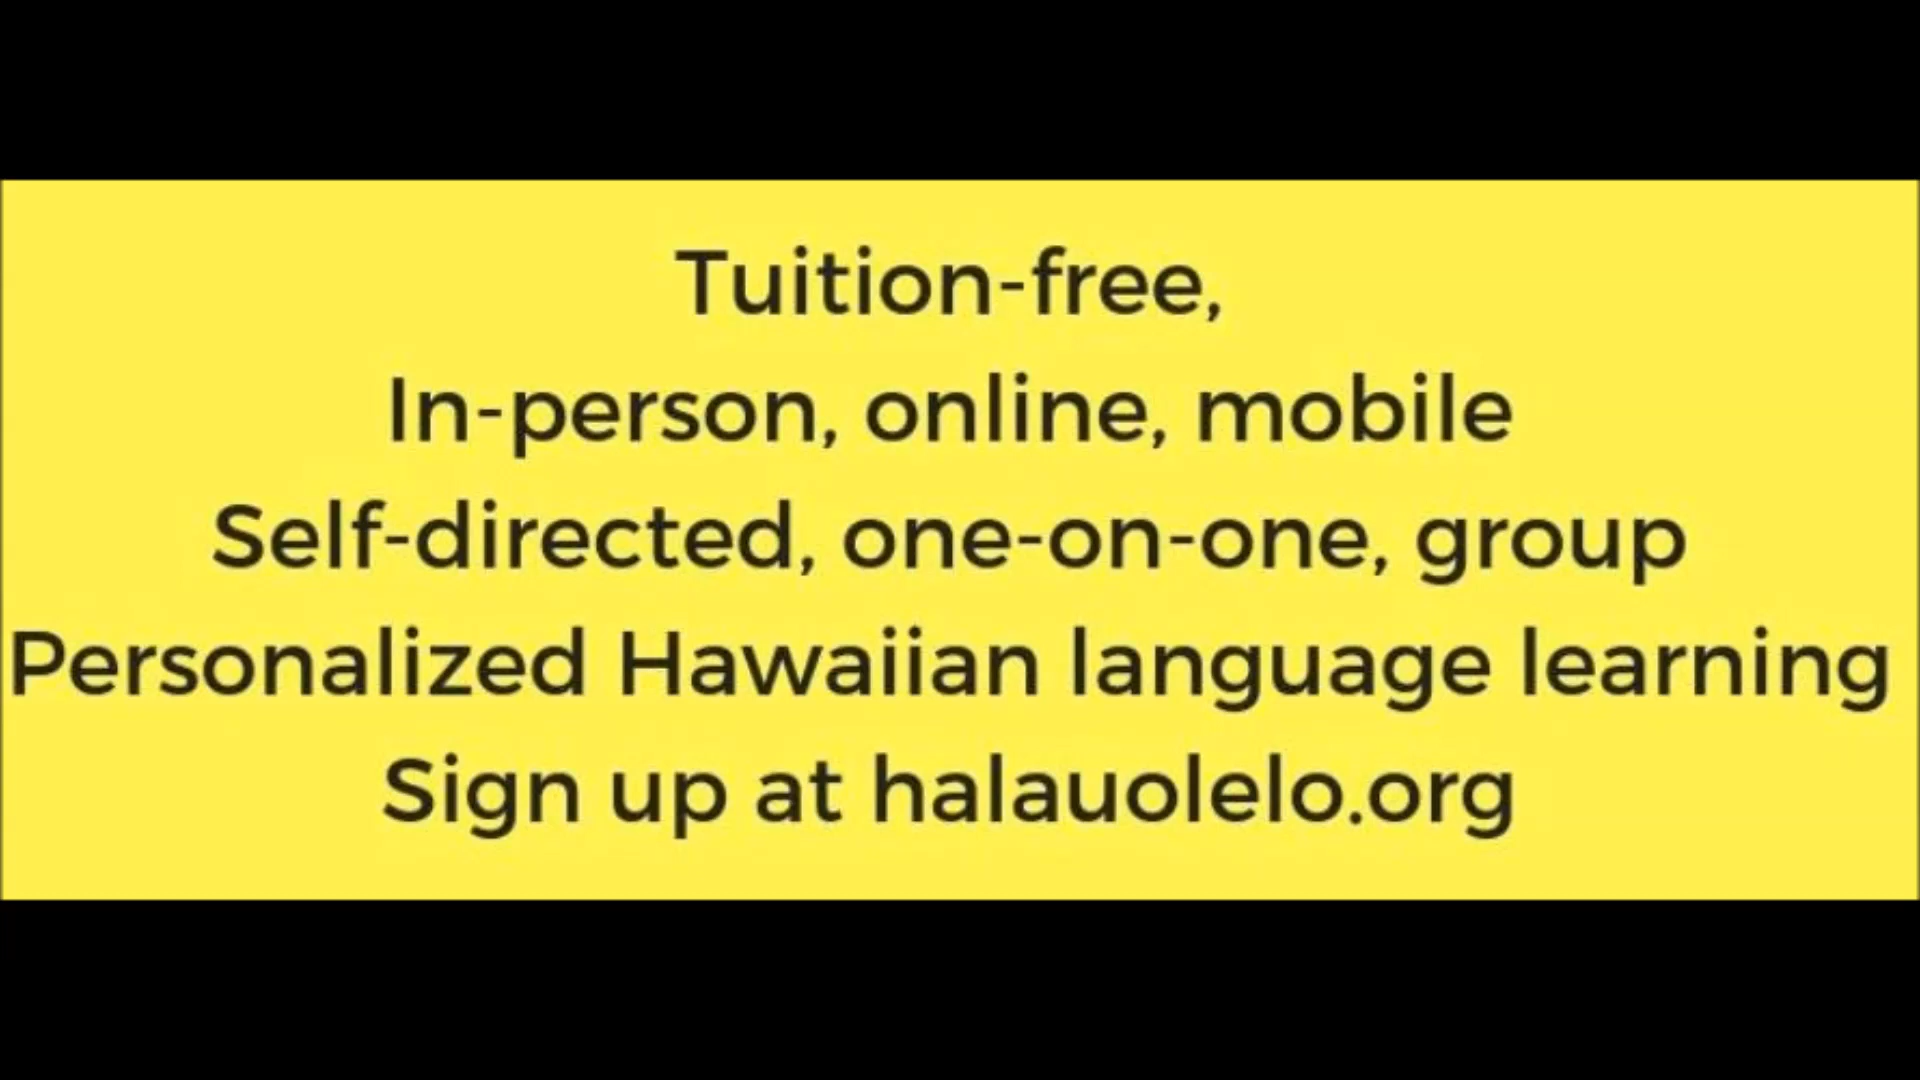 Tuition-free,
In-person, online, mobile
Self-directed, one-on-one, group
Personalized Hawaiian language learning
Sign up at halauolelo.org